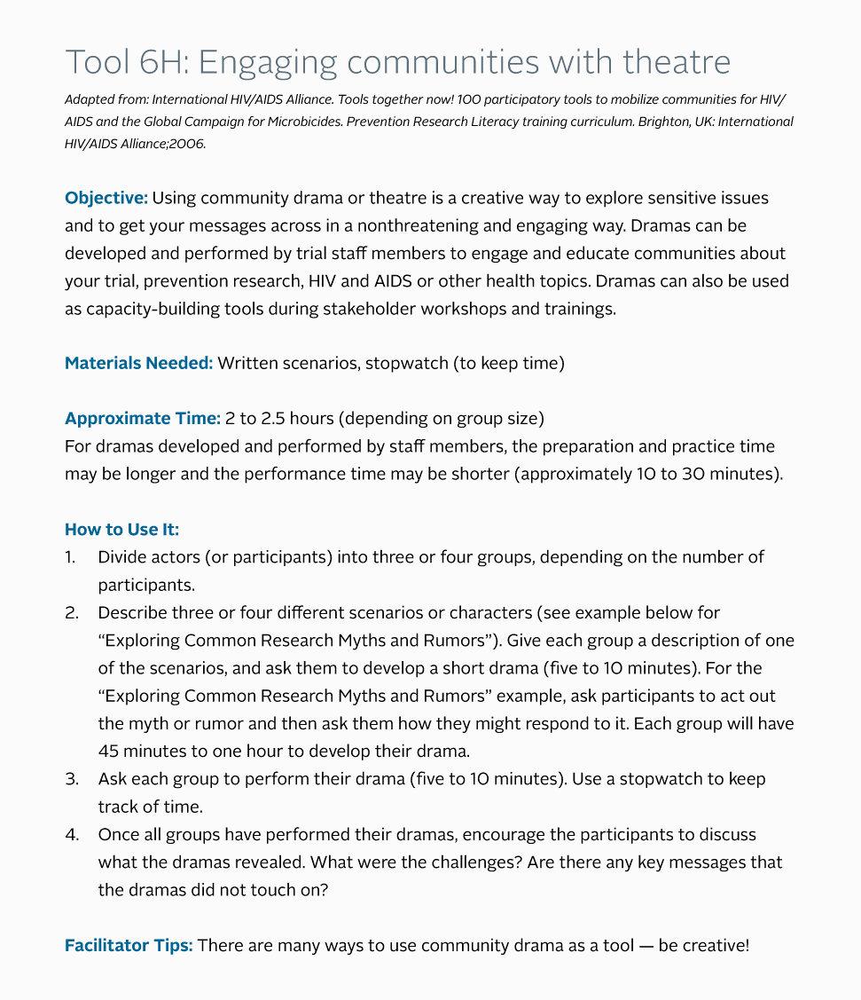 Tool 6H: Engaging communities with theatre
Adapted from: International HIV/AIDS Alliance. Tools together now! 100 participatory tools to mobilize communities for HIV/
AIDS and the Global Campaign for Microbicides. Prevention Research Literacy training curriculum. Brighton, UK: International
HIV/AIDS Alliance;2006.
Objective: Using community drama or theatre is a creative way to explore sensitive issues
and to get your messages across in a nonthreatening and engaging way. Dramas can be
developed and performed by trial staff members to engage and educate communities about
your trial, prevention research, HIV and AIDS or other health topics. Dramas can also be used
as capacity-building tools during stakeholder workshops and trainings.
Materials Needed: Written scenarios, stopwatch (to keep time)
Approximate Time: 2 to 2.5 hours (depending on group size)
For dramas developed and performed by staff members, the preparation and practice time
may be longer and the performance time may be shorter (approximately 10 to 30 minutes).
How to Use It:
1. Divide actors (or participants) into three or four groups, depending on the number of
participants.
2. Describe three or four different scenarios or characters (see example below for
“Exploring Common Research Myths and Rumors”). Give each group a description of one
of the scenarios, and ask them to develop a short drama (five to 10 minutes). For the
“Exploring Common Research Myths and Rumors” example, ask participants to act out
the myth or rumor and then ask them how they might respond to it. Each group will have
45 minutes to one hour to develop their drama.
3. Ask each group to perform their drama (five to 10 minutes). Use a stopwatch to keep
track of time.
4. Once all groups have performed their dramas, encourage the participants to discuss
what the dramas revealed. What were the challenges? Are there any key messages that
the dramas did not touch on?
Facilitator Tips: There are many ways to use community drama as a tool — be creative!